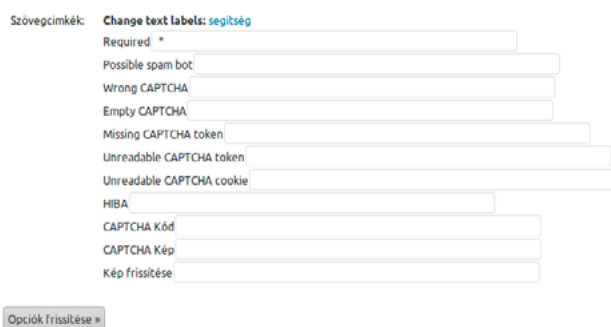 Szövegcimkék: Change text labels: segítség
Required *
Possible spam bot
Wrong CAPTCHA
Empty CAPTCHA
Missing CAPTCHA token
Unreadable CAPTCHA token
Unreadable CAPTCHA cookie
HIBA
CAPTCHA Kód
CAPTCHA Kép
Kép frissítése
Opciók frissítése »